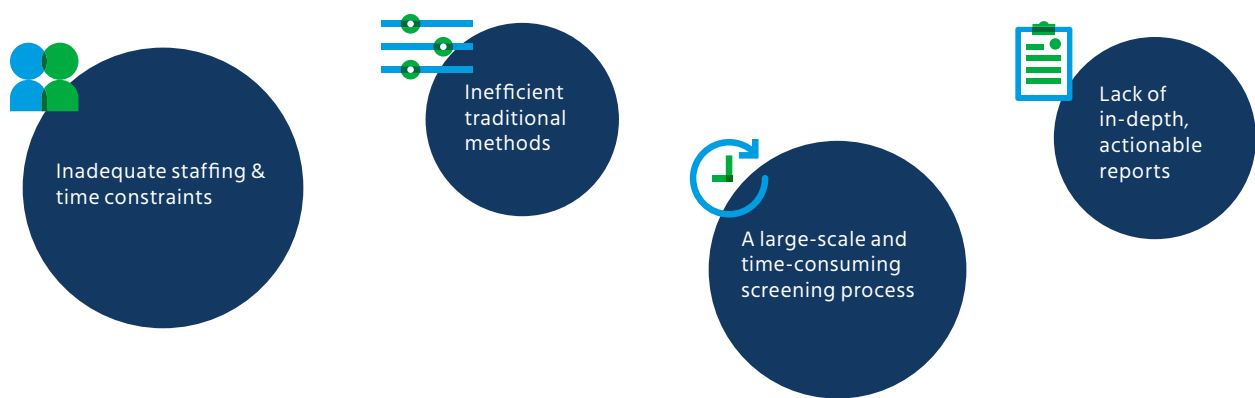 Inadequate staffing &
time constraints
Inefficient
traditional
methods
A large-scale and
time-consuming
screening process
Lack of
in-depth,
actionable
reports